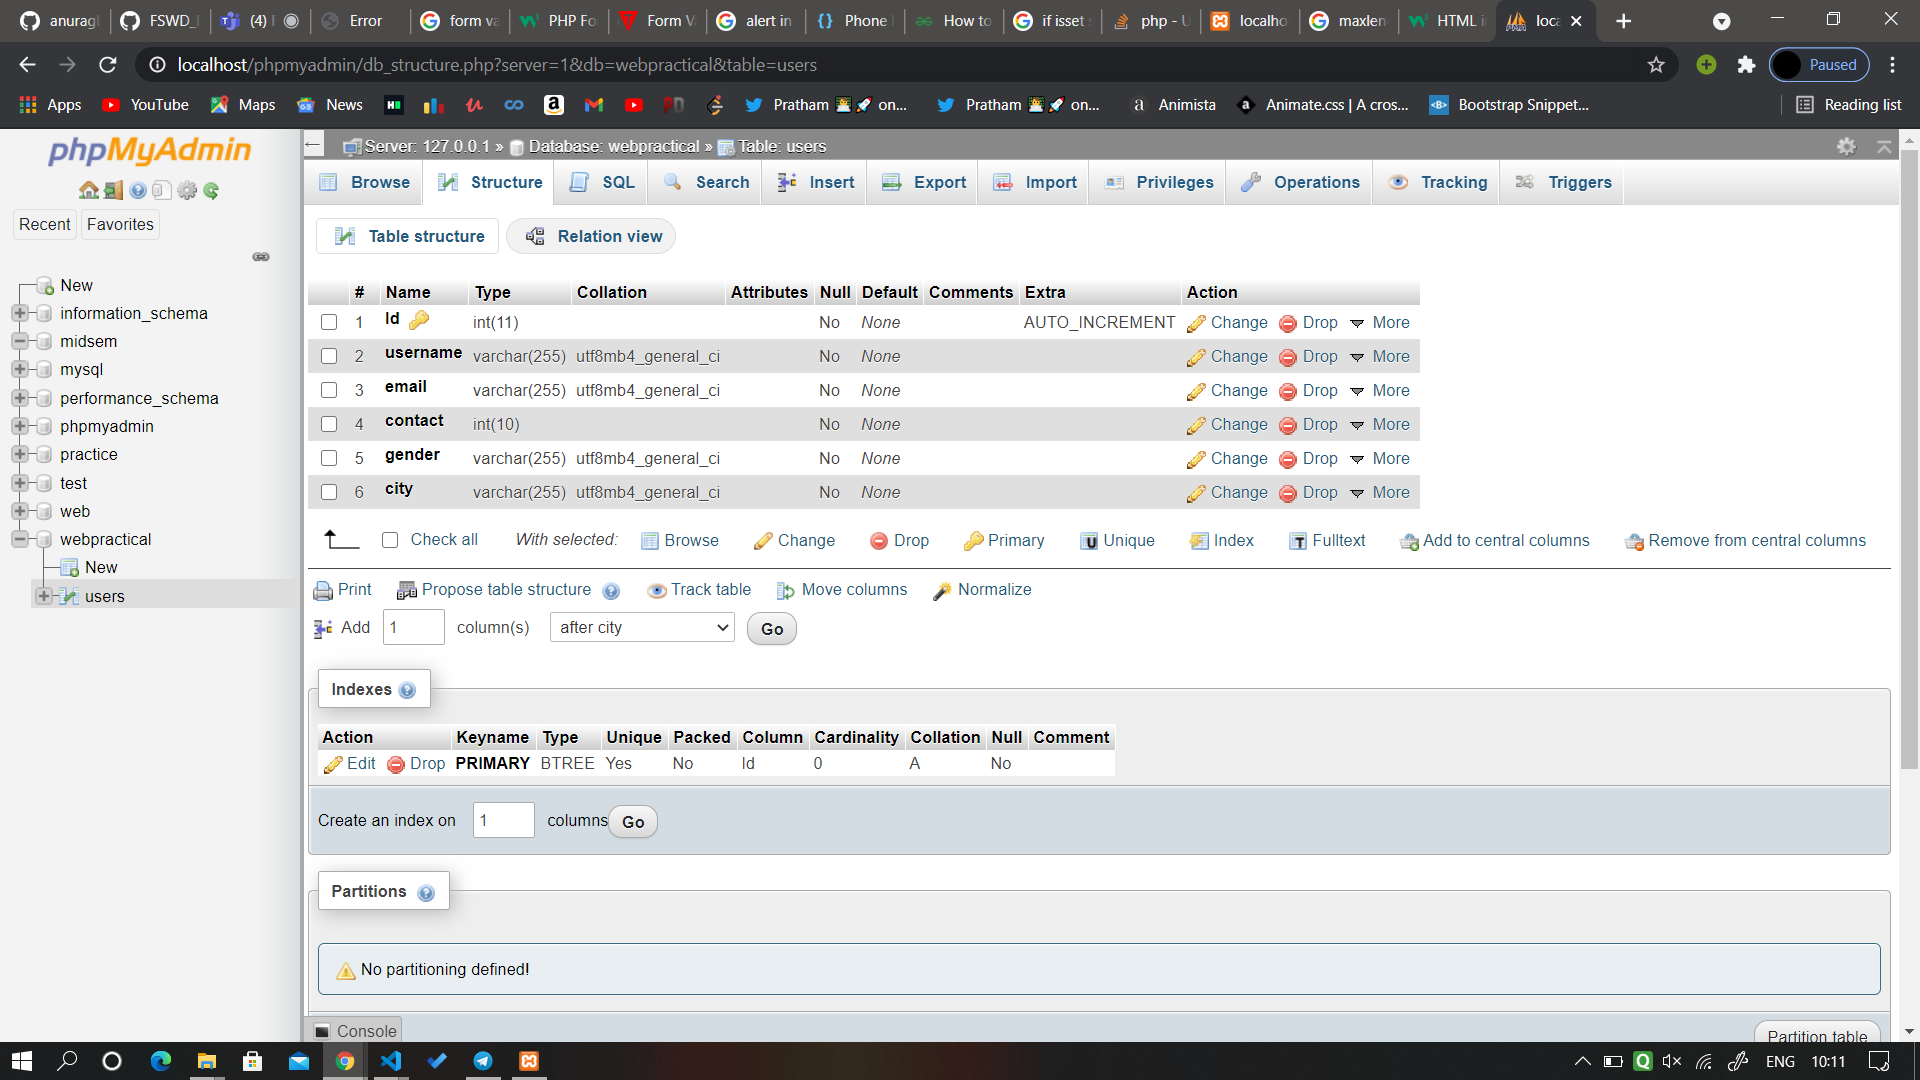 anurag FSWD_ (4) F Error form va PHP Fo Form Va alert in Phone How to if isset php - U localho maxlen HTML i loca
localhost/phpmyadmin/db_structure.php?server=1&db=webpractical&table=users Paused
Apps YouTube Maps News Pratham on... Pratham on... Animista Animate.css | A cros... Bootstrap Snippet... Reading list
phpMyAdmin
Recent Favorites
New
information_schema
midsem
mysql
performance_schema
phpmyadmin
practice
test
web
webpractical
New
users
Server: 127.0.0.1 » Database: webpractical » Table: users
Browse Structure SQL Search Insert Export Import Privileges Operations Tracking Triggers
Table structure Relation view
# Name Type Collation Attributes Null Default Comments Extra Action
1 Id int(11) No None AUTO_INCREMENT Change Drop More
2 username varchar(255) utf8mb4_general_ci No None Change Drop More
3 email varchar(255) utf8mb4_general_ci No None Change Drop More
4 contact int(10) No None Change Drop More
5 gender varchar(255) utf8mb4_general_ci No None Change Drop More
6 city varchar(255) utf8mb4_general_ci No None Change Drop More
Check all With selected: Browse Change Drop Primary Unique Index Fulltext Add to central columns Remove from central columns
Print Propose table structure Track table Move columns Normalize
Add 1 column(s) after city Go
Indexes
Action Keyname Type Unique Packed Column Cardinality Collation Null Comment
Edit Drop PRIMARY BTREE Yes No Id 0 A No
Create an index on 1 columns Go
Partitions
No partitioning defined!
Partition table
Console
ENG 10:11